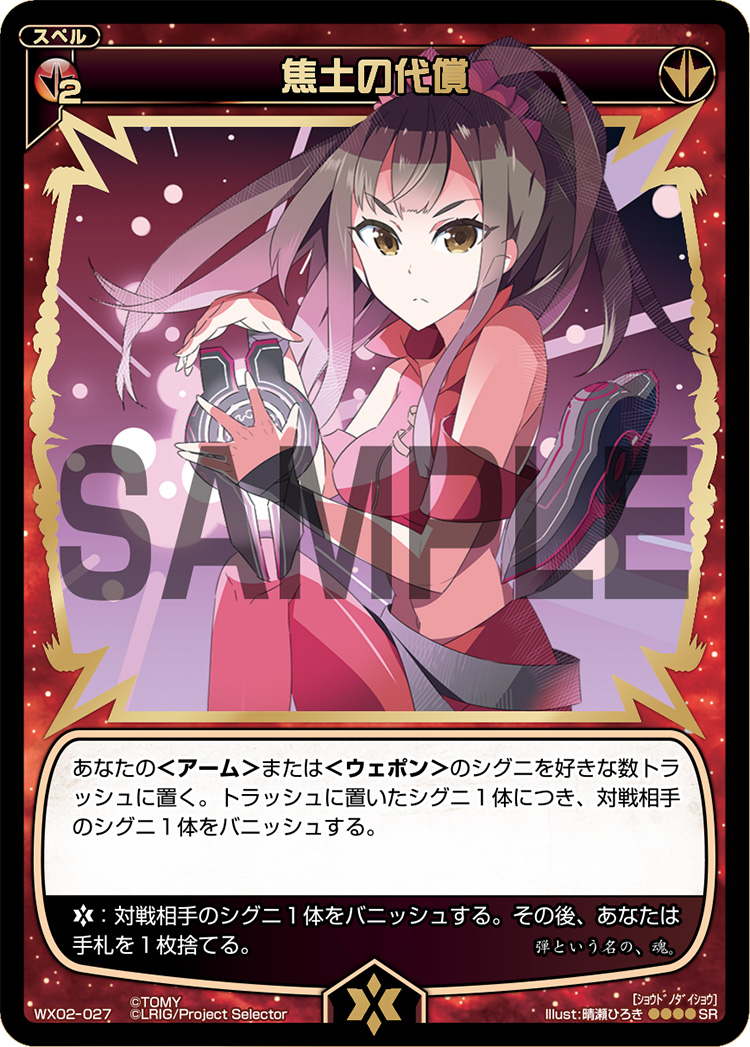 スペル
2
焦土の代償
SAMPLE
あなたの<アーム>または<ウェポン>のシグニを好きな数トラ
ッシュに置く。トラッシュに置いたシグニ１体につき、対戦相手
のシグニ１体をバニッシュする。
：対戦相手のシグニ１体をバニッシュする。その後、あなたは
手札を１枚捨てる。
弾という名の、魂。
[ｼｮｳﾄﾞﾉﾀﾞｲｼｮｳ]
WX02-027
©TOMY
©LRIG/Project Selector
Illust:晴瀬ひろき
SR